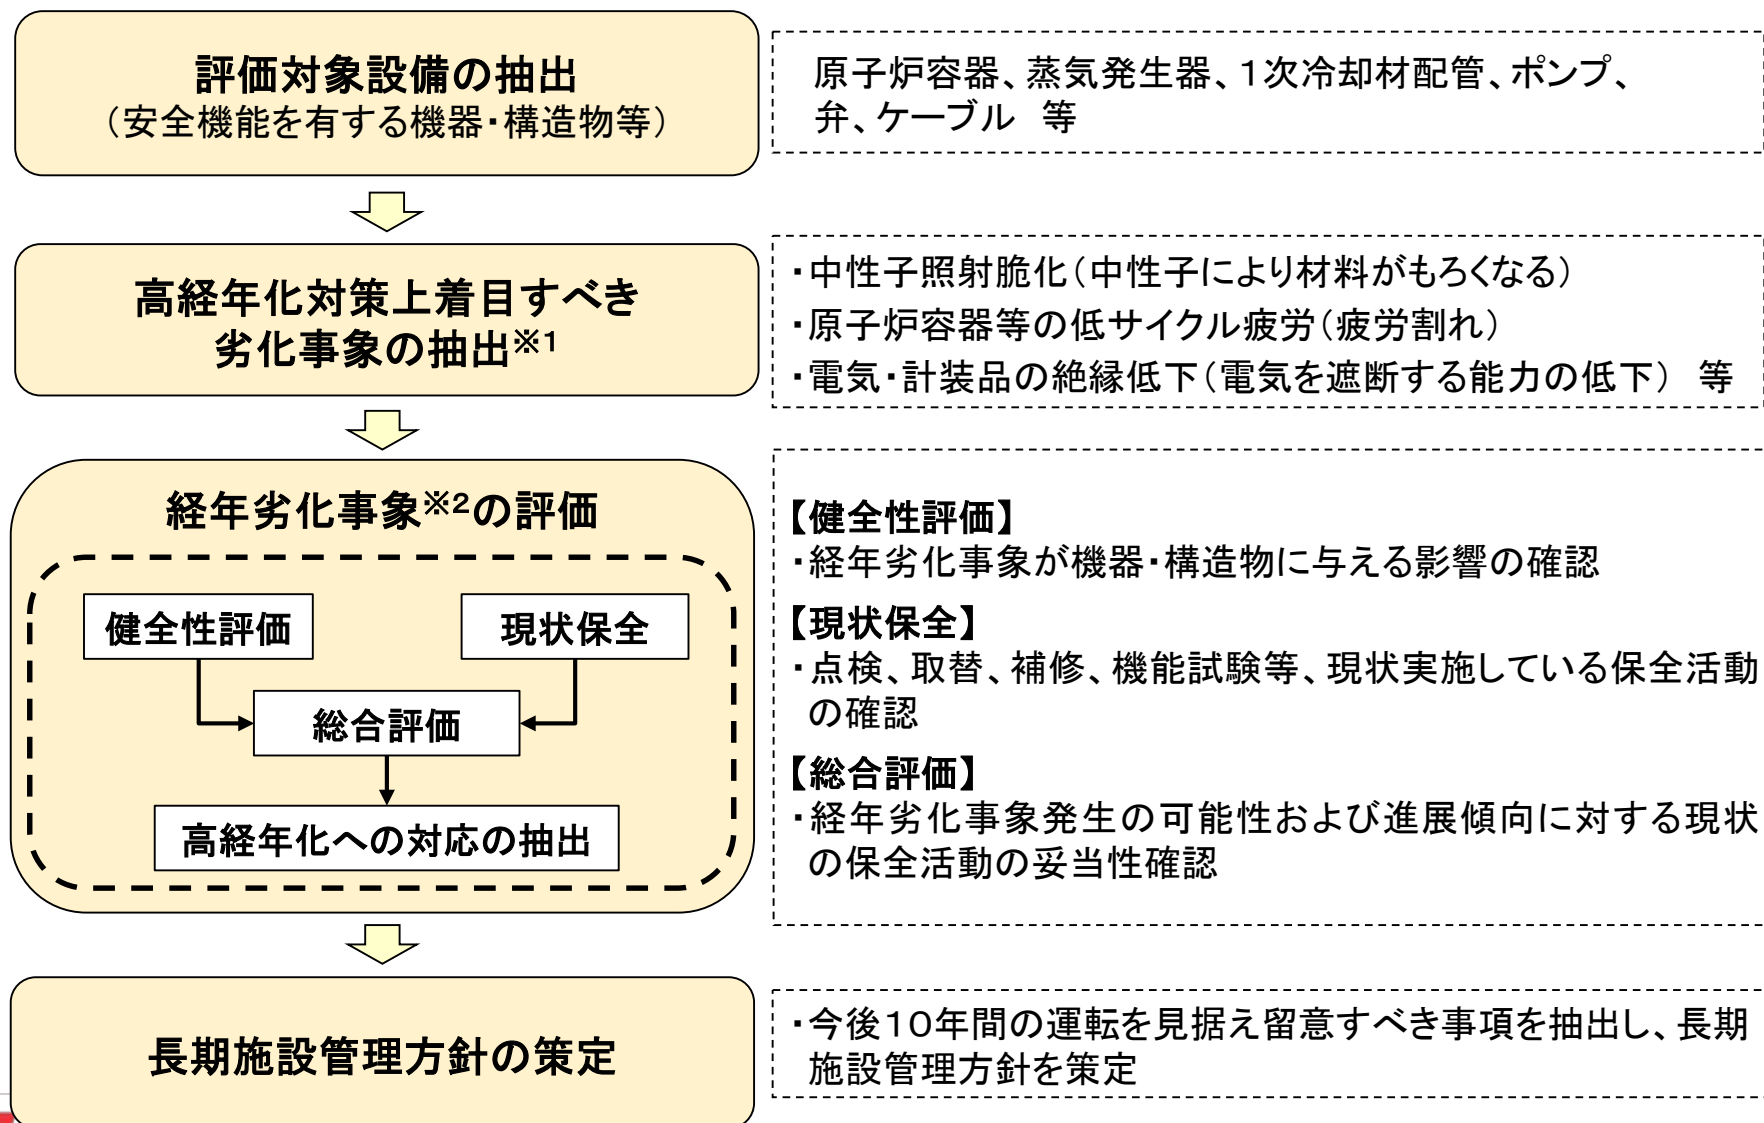 評価対象設備の抽出
（安全機能を有する機器・構造物等）
原子炉容器、蒸気発生器、１次冷却材配管、ポンプ、
弁、ケーブル　等
高経年化対策上着目すべき
劣化事象の抽出※1
・中性子照射脆化（中性子により材料がもろくなる）
・原子炉容器等の低サイクル疲労（疲労割れ）
・電気・計装品の絶縁低下（電気を遮断する能力の低下）　等
経年劣化事象※2の評価
健全性評価
現状保全
総合評価
高経年化への対応の抽出
【健全性評価】
・経年劣化事象が機器・構造物に与える影響の確認
【現状保全】
・点検、取替、補修、機能試験等、現状実施している保全活動
の確認
【総合評価】
・経年劣化事象発生の可能性および進展傾向に対する現状
の保全活動の妥当性確認
長期施設管理方針の策定
・今後１０年間の運転を見据え留意すべき事項を抽出し、長期
施設管理方針を策定